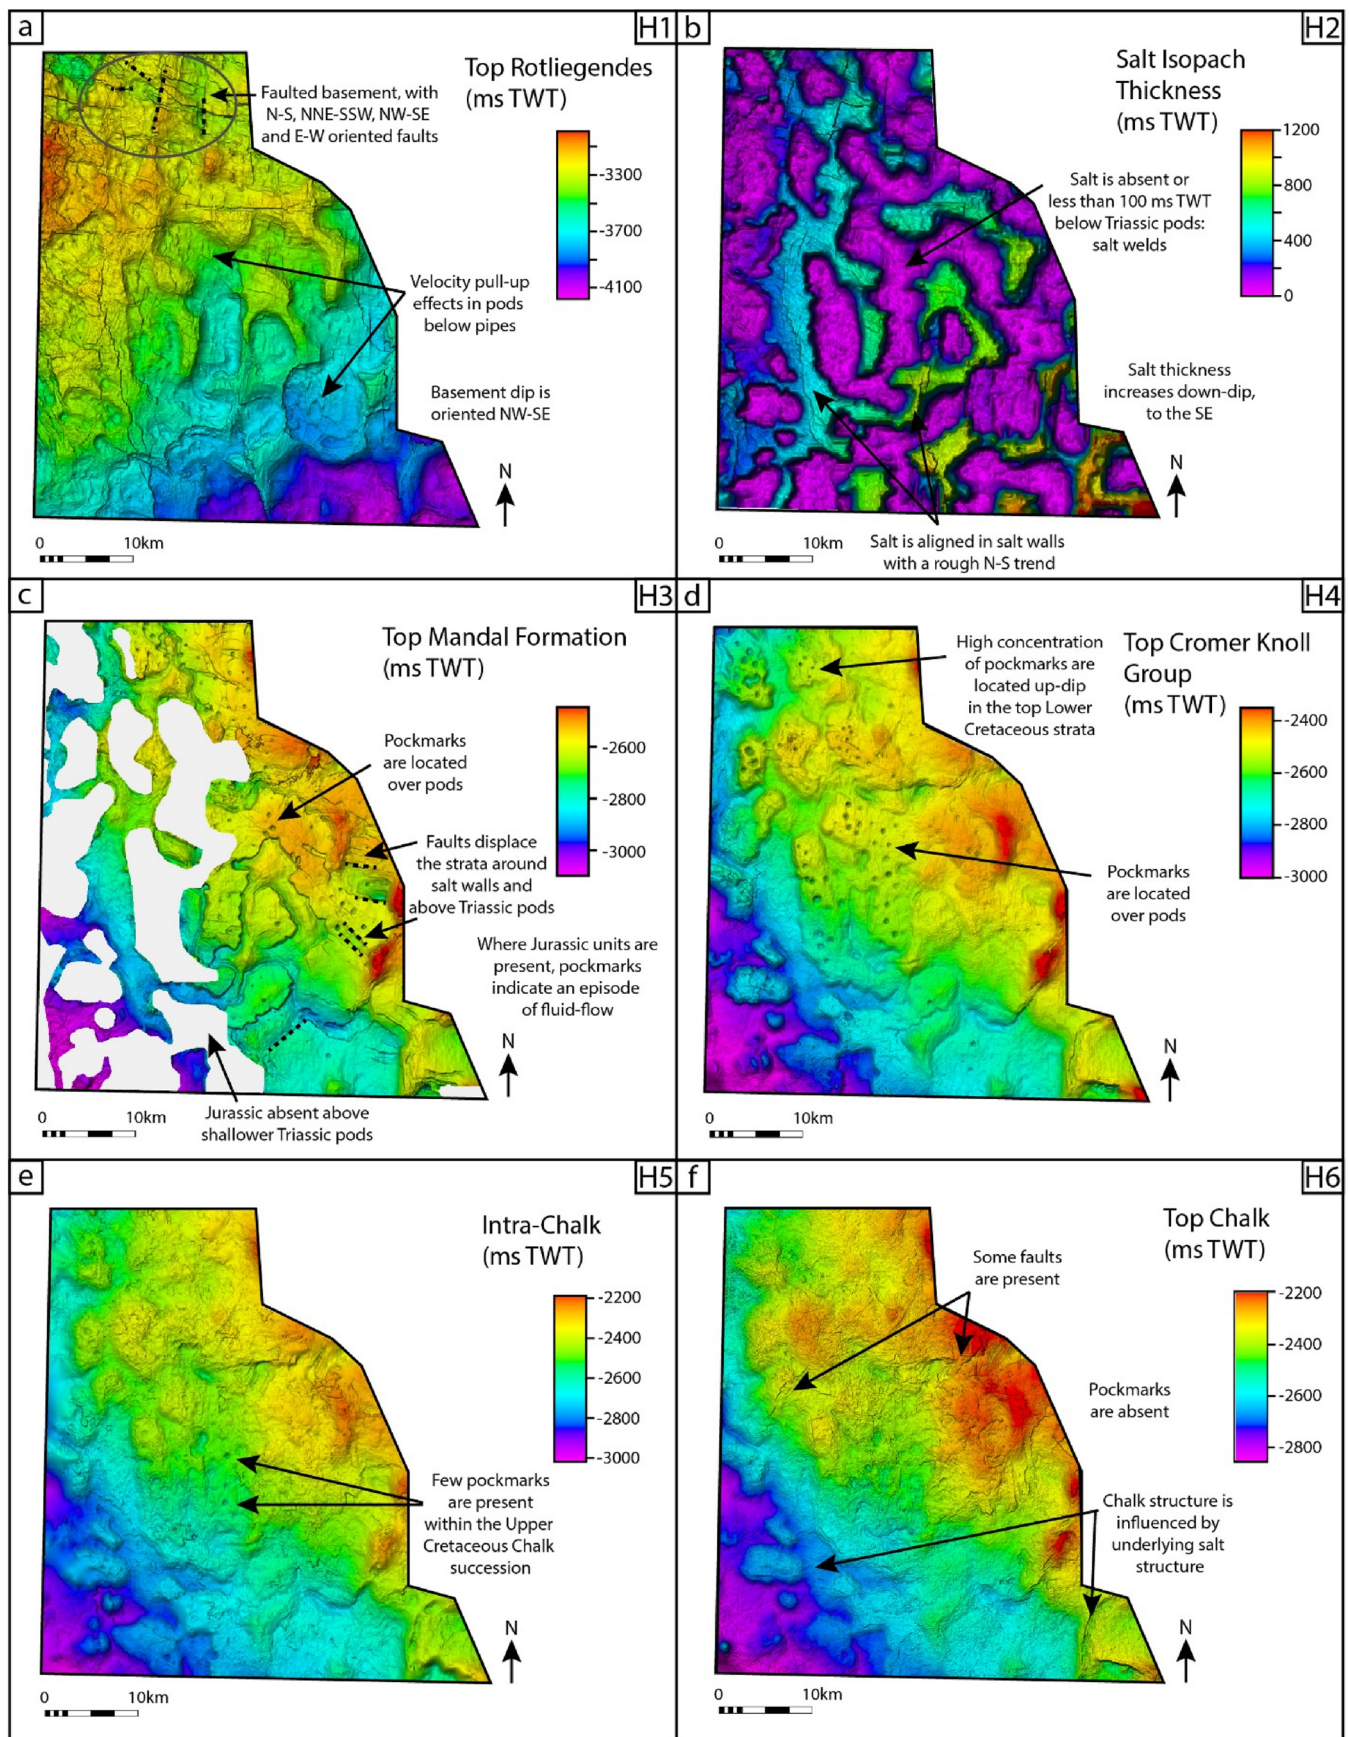 a
H1
Top Rotliegendes
(ms TWT)
Faulted basement, with
N-S, NNE-SSW, NW-SE
and E-W oriented faults
-3300
-3700
-4100
Velocity pull-up
effects in pods
below pipes
Basement dip is
oriented NW-SE
N
0 10km
b
H2
Salt Isopach
Thickness
(ms TWT)
1200
800
400
0
Salt is absent or
less than 100 ms TWT
below Triassic pods:
salt welds
Salt thickness
increases down-dip,
to the SE
N
0 10km
Salt is aligned in salt walls
with a rough N-S trend
c
H3
Top Mandal Formation
(ms TWT)
-2600
-2800
-3000
Pockmarks
are located
over pods
Faults displace
the strata around
salt walls and
above Triassic pods
Where Jurassic units are
present, pockmarks
indicate an episode
of fluid-flow
N
0 10km
Jurassic absent above
shallower Triassic pods
d
H4
Top Cromer Knoll
Group
(ms TWT)
High concentration
of pockmarks are
located up-dip
in the top Lower
Cretaceous strata
-2400
-2600
-2800
-3000
Pockmarks
are located
over pods
N
0 10km
e
H5
Intra-Chalk
(ms TWT)
-2200
-2400
-2600
-2800
-3000
Few pockmarks
are present
within the Upper
Cretaceous Chalk
succession
N
0 10km
f
H6
Top Chalk
(ms TWT)
Some faults
are present
-2200
-2400
-2600
-2800
Pockmarks
are absent
Chalk structure is
influenced by
underlying salt
structure
N
0 10km